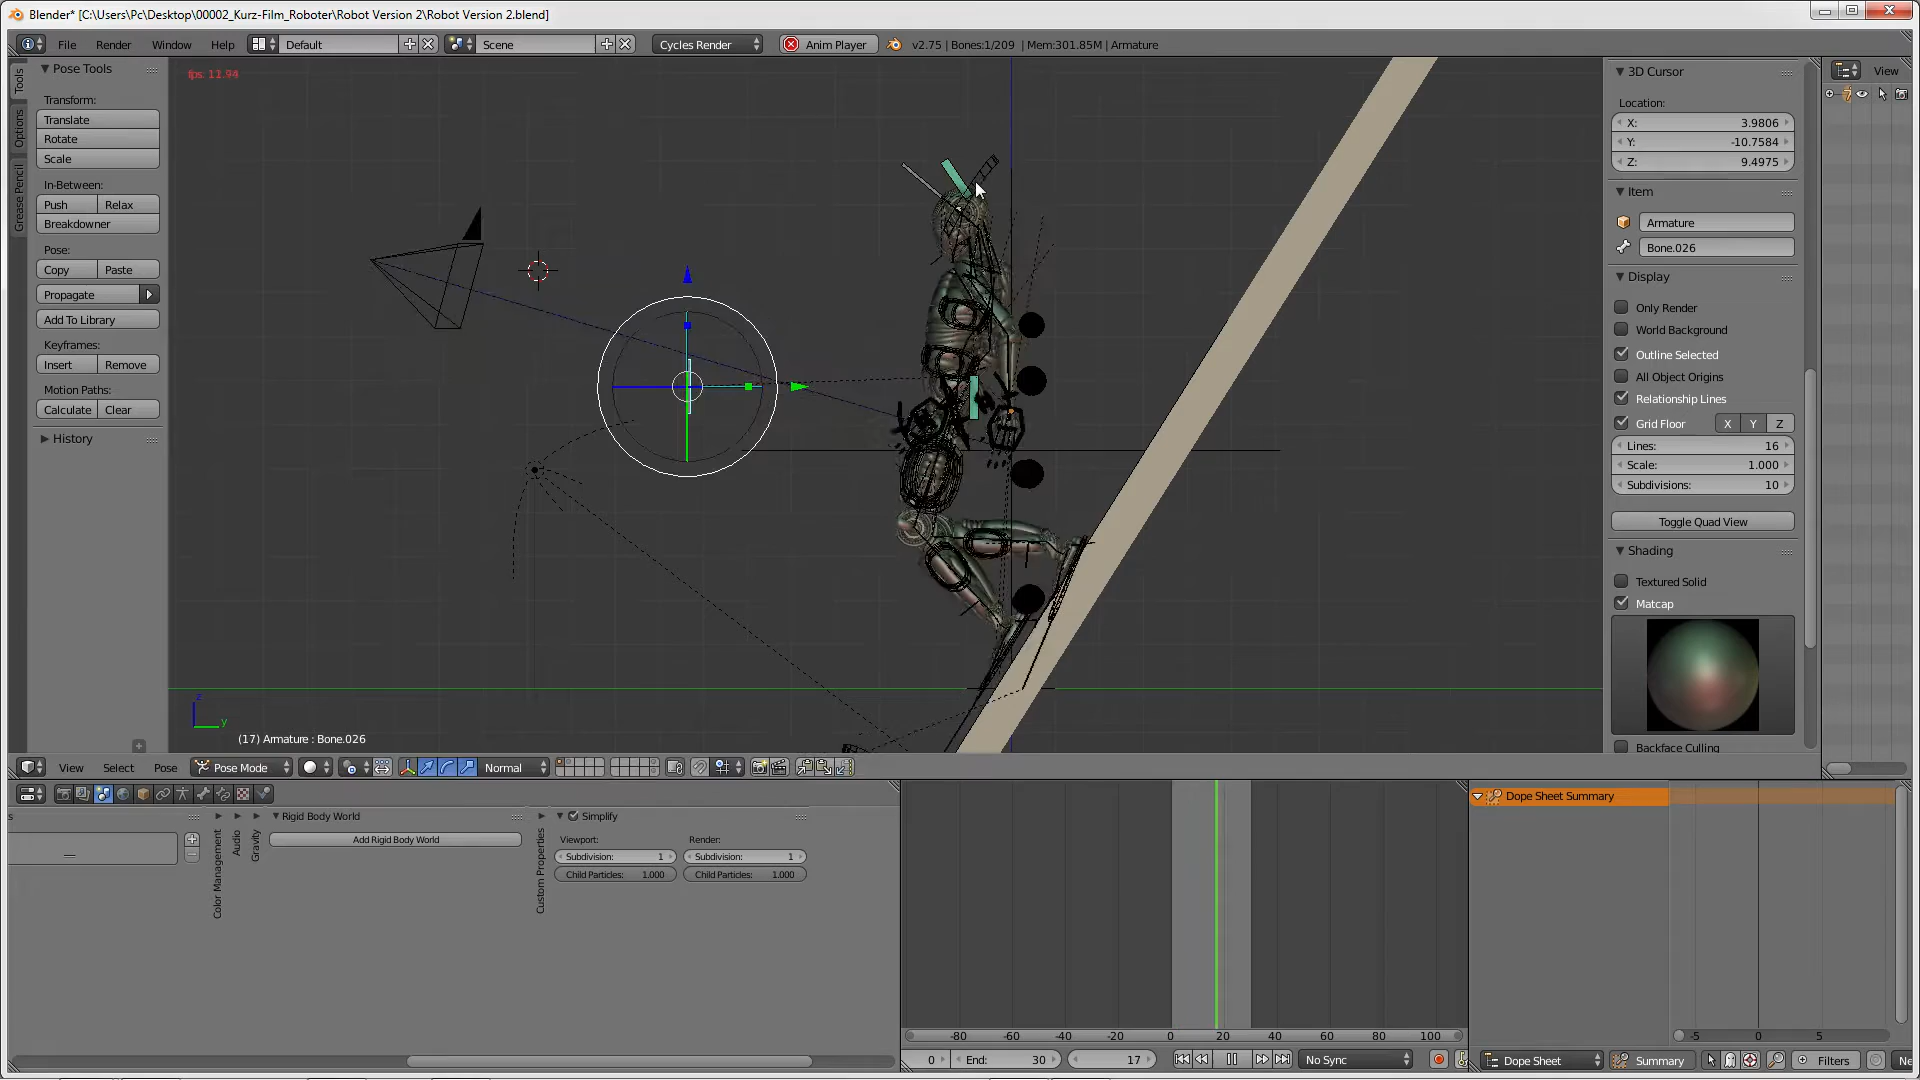 Blender* [C:\Users\Pc\Desktop\00002_Kurz-Film_Roboter\Robot Version 2\Robot Version 2.blend]
File Render Window Help Default Scene Cycles Render Anim Player v2.75 | Bones:1/209 | Mem:301.85M | Armature
fps: 11.94
Tools
Options
Grease Pencil
Pose Tools
Transform:
Translate
Rotate
Scale
In-Between:
Push Relax
Breakdowner
Pose:
Copy Paste
Propagate
Add To Library
Keyframes:
Insert Remove
Motion Paths:
Calculate Clear
History
z
y
(17) Armature : Bone.026
3D Cursor
Location:
X: 3.9806
Y: -10.7584
Z: 9.4975
Item
Armature
Bone.026
Display
Only Render
World Background
Outline Selected
All Object Origins
Relationship Lines
Grid Floor X Y Z
Lines: 16
Scale: 1.000
Subdivisions: 10
Toggle Quad View
Shading
Textured Solid
Matcap
Backface Culling
View
View Select Pose Pose Mode Normal
s
Color Management
Audio
Gravity
Rigid Body World
Add Rigid Body World
Custom Properties
Simplify
Viewport: Render:
Subdivision: 1 Subdivision: 1
Child Particles: 1.000 Child Particles: 1.000
-80 -60 -40 -20 0 20 40 60 80 100
0 End: 30 17 No Sync
Dope Sheet Summary
-5 0 5
Dope Sheet Summary Filters Ne